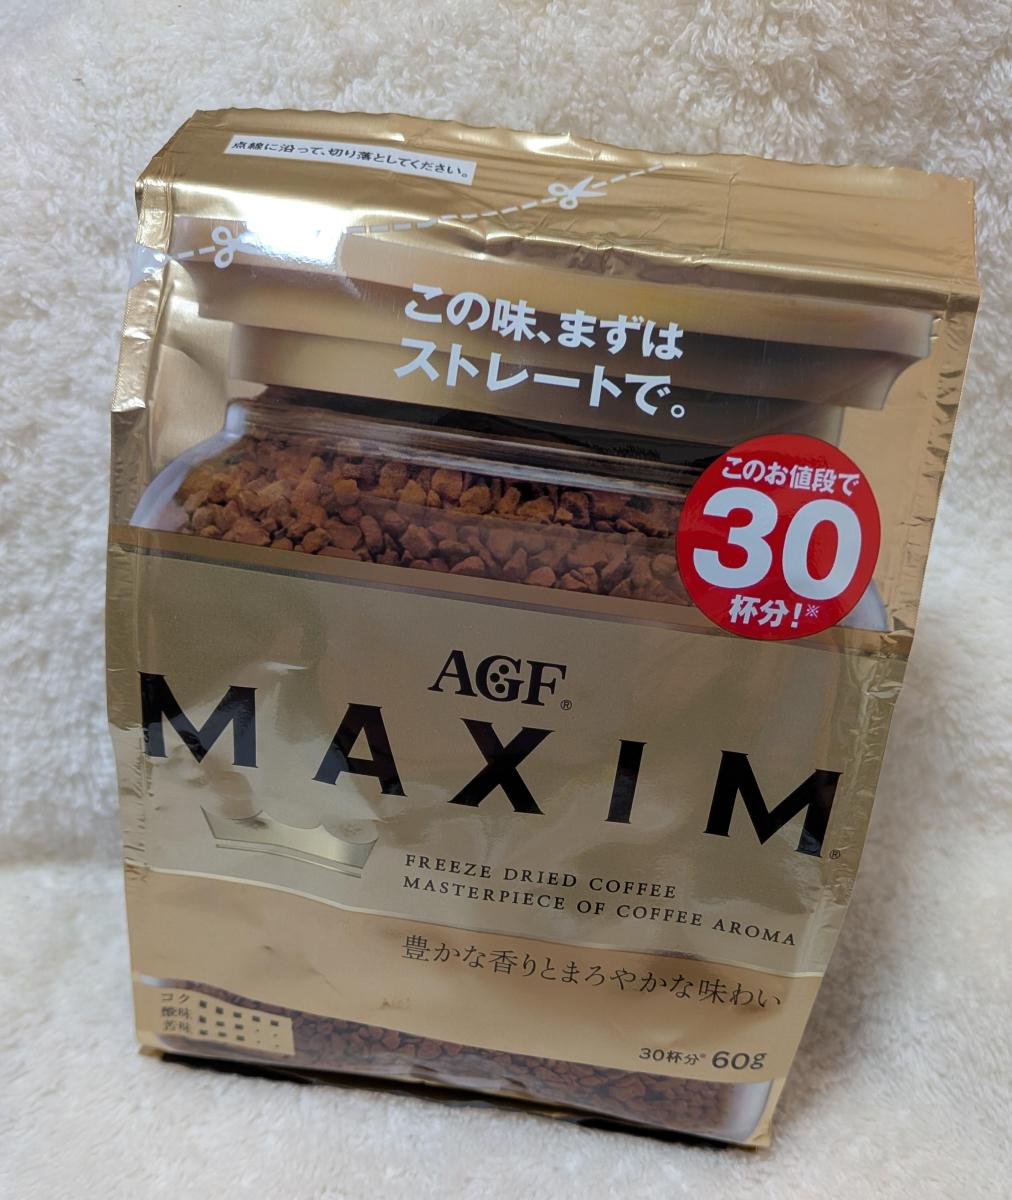 点線に沿って、切り落としてください。
この味、まずは
ストレートで。
このお値段で
30
杯分!※
AGF®
MAXIM®
FREEZE DRIED COFFEE
MASTERPIECE OF COFFEE AROMA
豊かな香りとまろやかな味わい
コク
酸味
苦味
30杯分※ 60g